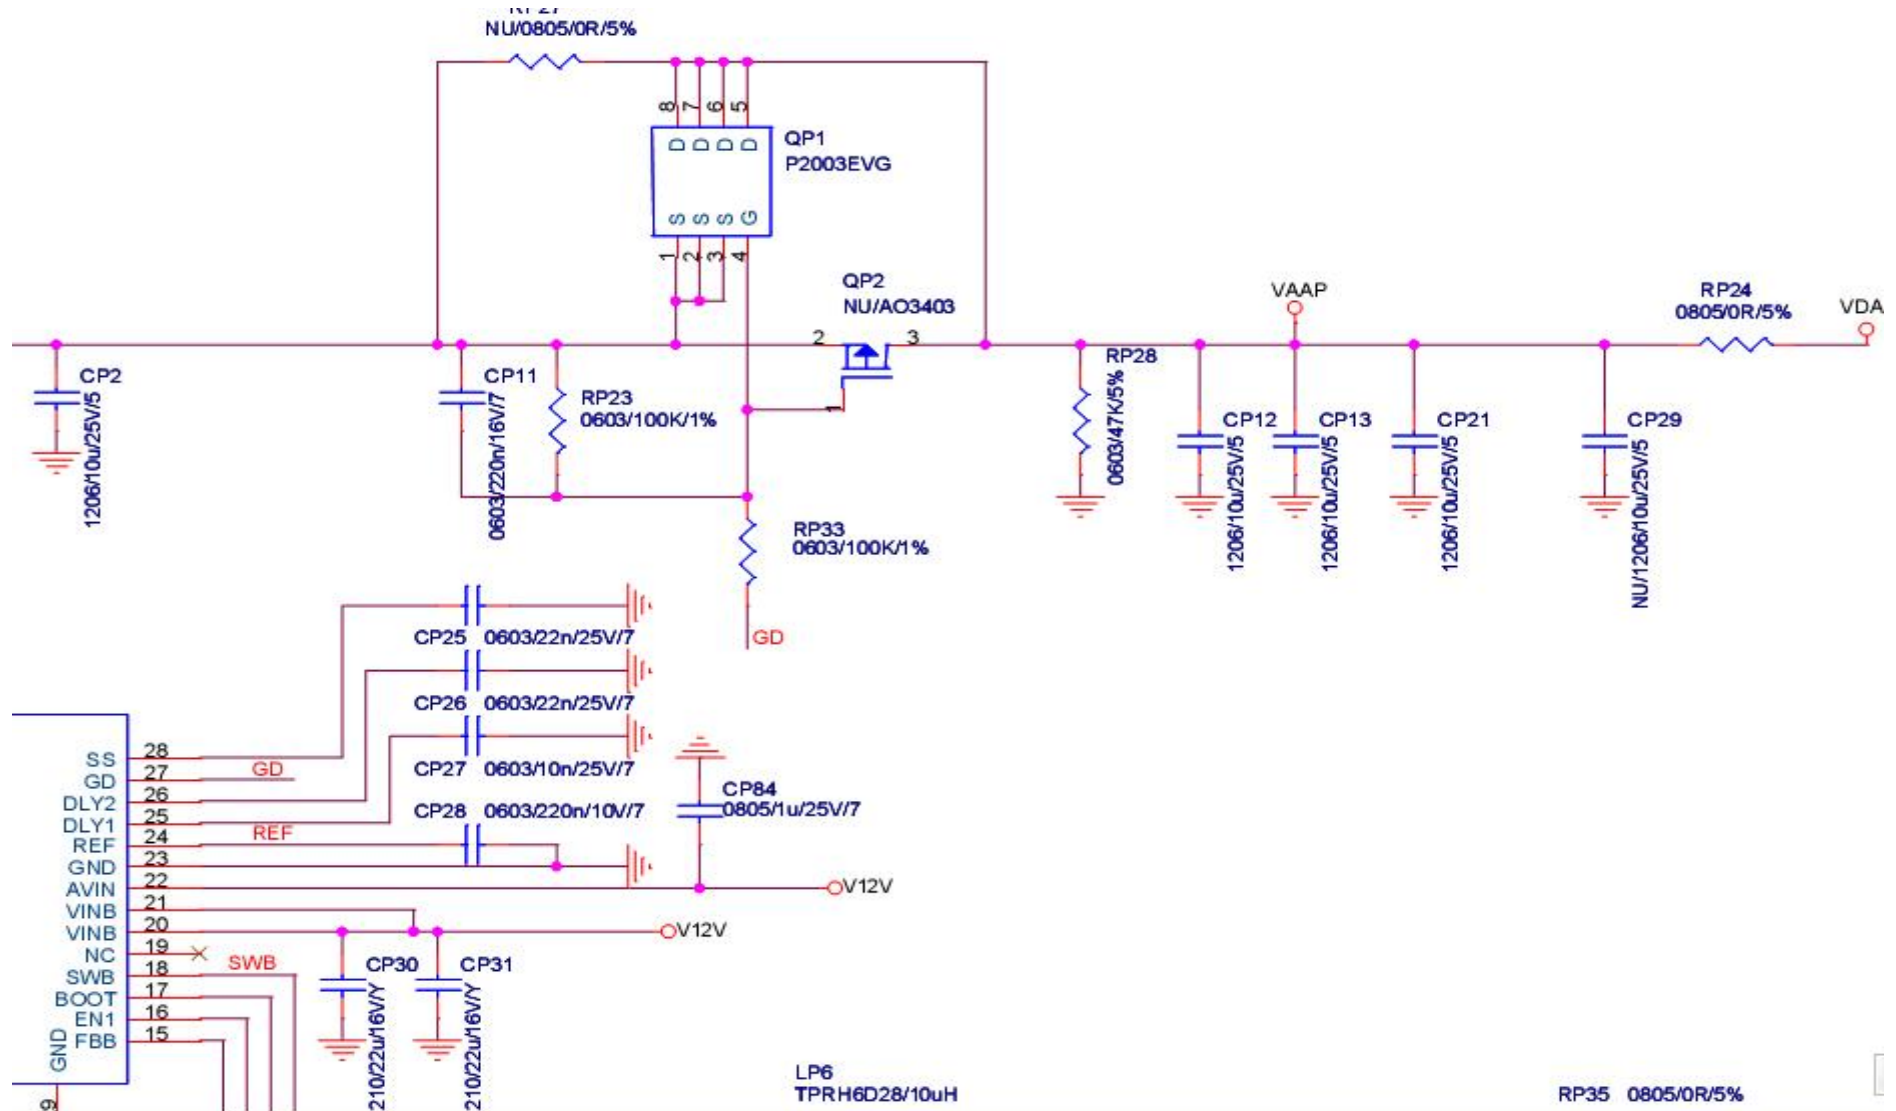 NU/0805/0R/5%
8 7 6 5
D D D D
QP1
P2003EVG
S S S G
1 2 3 4
QP2
NU/AO3403
2
3
1
VAAP
RP24
0805/0R/5%
VDA
CP2
1206/10u/25V/5
CP11
0603/220n/16V/7
RP23
0603/100K/1%
RP28
0603/47K/5%
CP12
1206/10u/25V/5
CP13
1206/10u/25V/5
CP21
1206/10u/25V/5
CP29
NU/1206/10u/25V/5
RP33
0603/100K/1%
GD
CP25 0603/22n/25V/7
CP26 0603/22n/25V/7
CP27 0603/10n/25V/7
CP28 0603/220n/10V/7
CP84
0805/1u/25V/7
SS 28
GD 27 GD
DLY2 26
DLY1 25
REF 24 REF
GND 23
AVIN 22 V12V
VINB 21
VINB 20 V12V
NC 19
SWB 18 SWB
BOOT 17
EN1 16
FBB 15
GND
9
CP30
210/22u/16V/Y
CP31
210/22u/16V/Y
LP6
TPRH6D28/10uH
RP35 0805/0R/5%